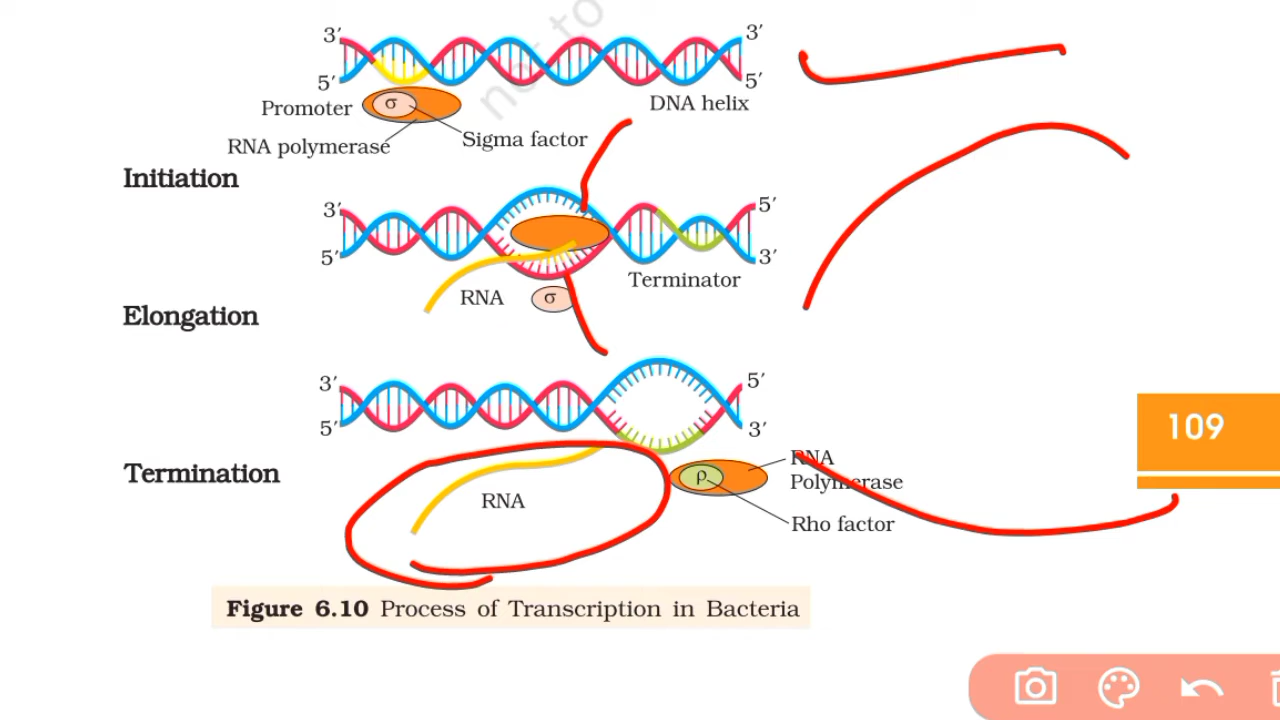 not to
3′
3′
5′
5′
Promoter
σ
DNA helix
RNA polymerase
Sigma factor
Initiation
3′
5′
5′
3′
Terminator
RNA
σ
Elongation
3′
5′
5′
3′
Termination
RNA
ρ
RNA
Polymerase
Rho factor
109
Figure 6.10 Process of Transcription in Bacteria